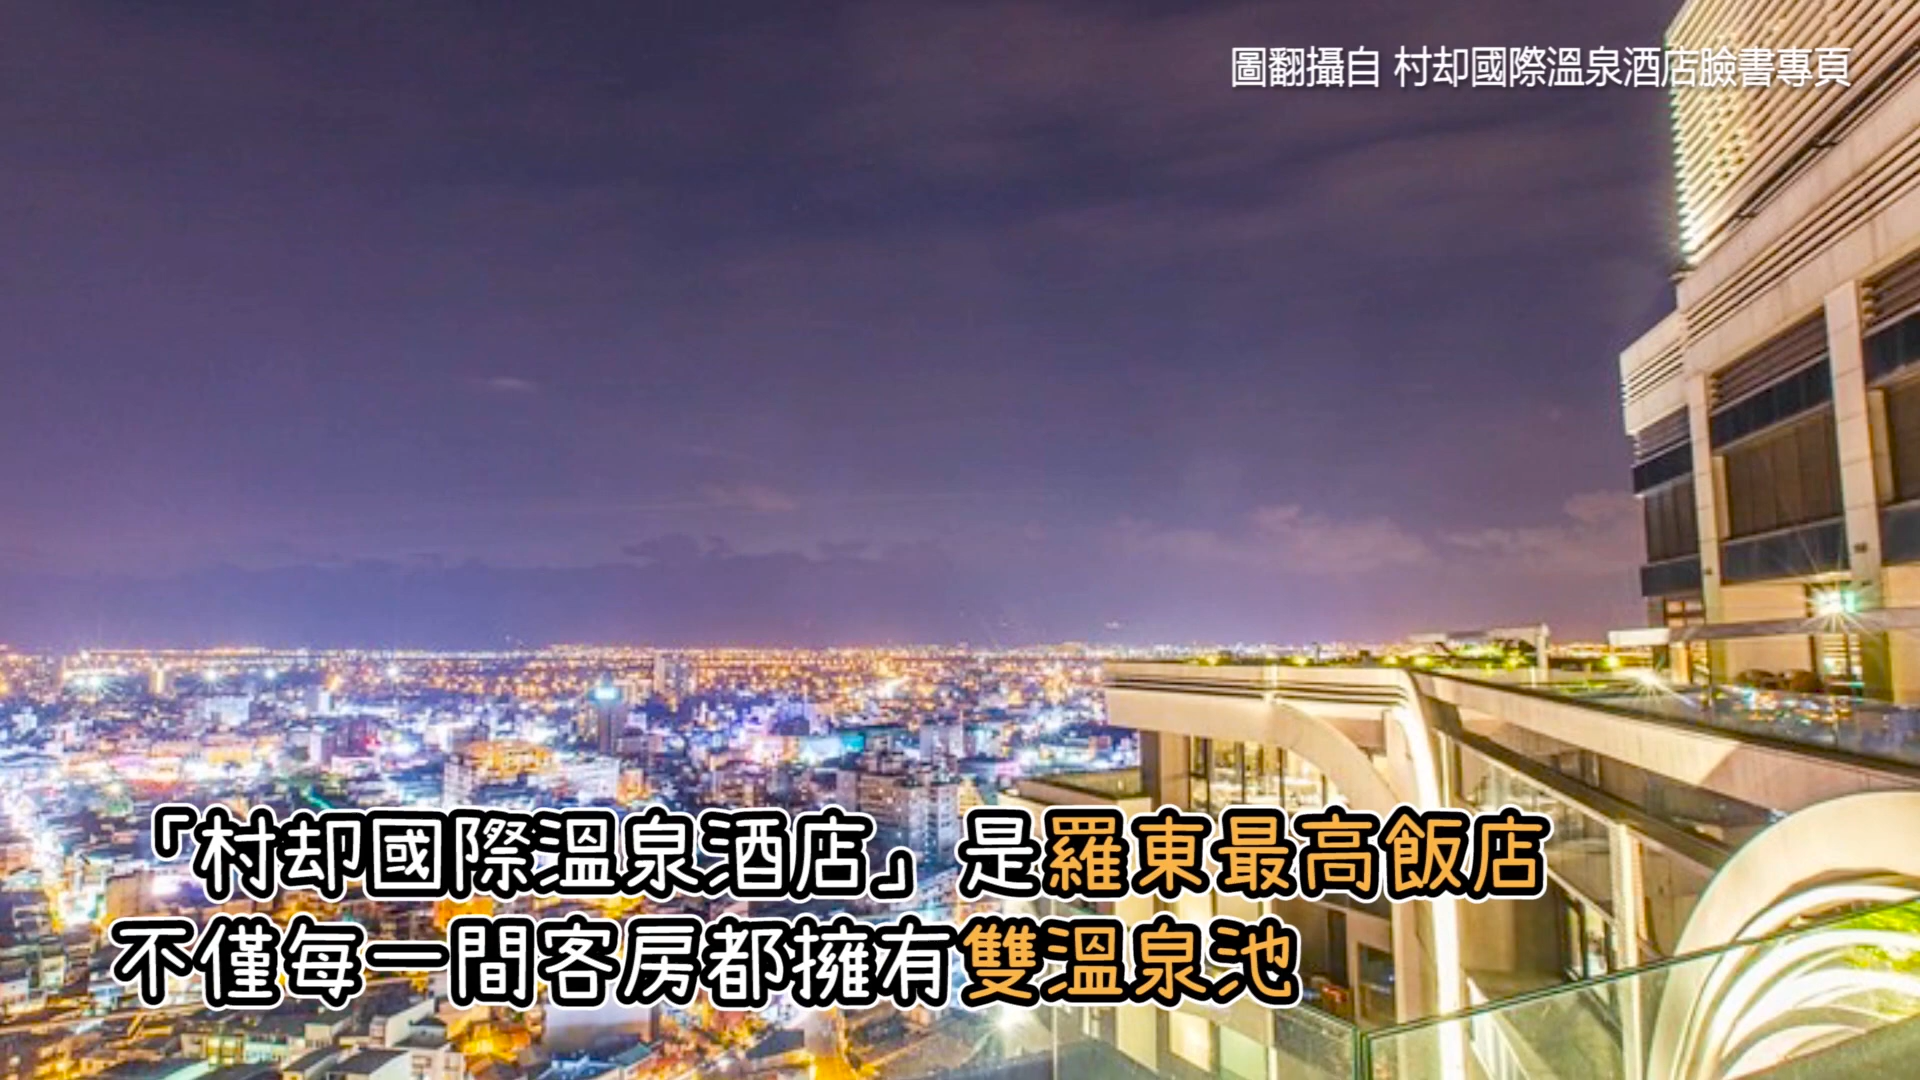 圖翻攝自 村却國際溫泉酒店臉書專頁
「村却國際溫泉酒店」是羅東最高飯店
不僅每一間客房都擁有雙溫泉池